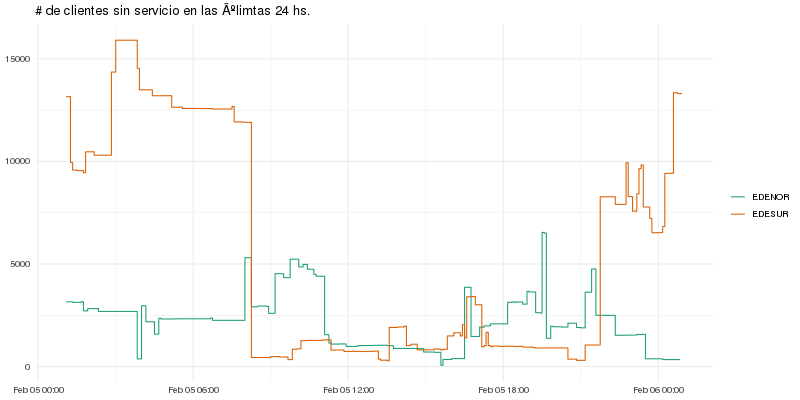 # de clientes sin servicio en las Ãºlimtas 24 hs.
15000
10000
5000
0
EDENOR
EDESUR
Feb 05 00:00
Feb 05 06:00
Feb 05 12:00
Feb 05 18:00
Feb 06 00:00